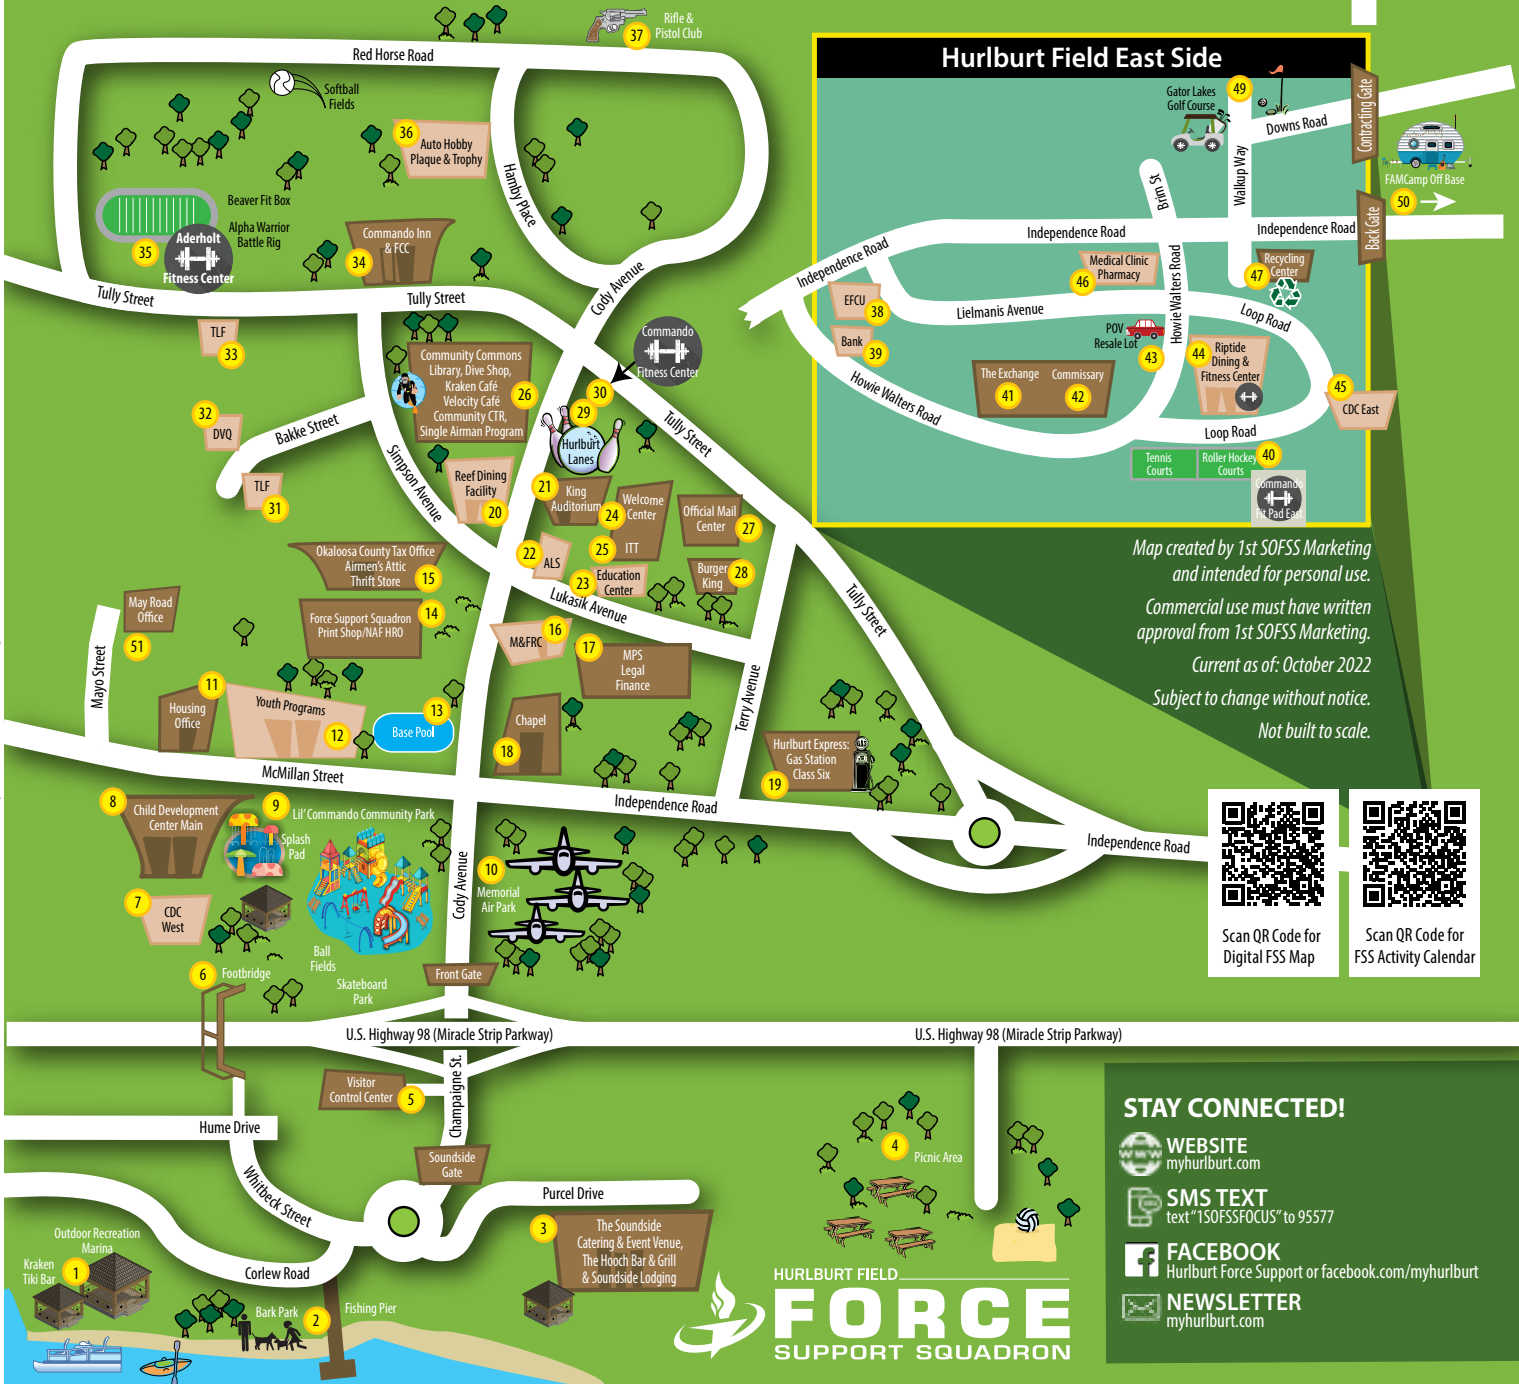 Red Horse Road
37
Rifle &
Pistol Club
Softball
Fields
36
Auto Hobby
Plaque & Trophy
Hamby Place
Beaver Fit Box
Alpha Warrior
Battle Rig
35
Aderholt
Fitness Center
34
Commando Inn
& FCC
Tully Street
Tully Street
Cody Avenue
TLF
33
Commando
Fitness Center
Community Commons
Library, Dive Shop,
Kraken Café
Velocity Café
Community CTR,
Single Airman Program
26
30
29
Hurlburt
Lanes
Tully Street
32
DVQ
Bakke Street
Simpson Avenue
TLF
31
Reef Dining
Facility
20
21
King
Auditorium
24
Welcome
Center
25
ITT
Official Mail
Center
27
22
ALS
23
Education
Center
Burger
King
28
Lukasik Avenue
Tully Street
Okaloosa County Tax Office
Airmen's Attic
Thrift Store
15
Force Support Squadron
Print Shop/NAF HRO
14
May Road
Office
51
Mayo Street
M&FRC
16
17
MPS
Legal
Finance
Terry Avenue
11
Housing
Office
Youth Programs
12
13
Base Pool
Chapel
18
Hurlburt Express:
Gas Station
Class Six
19
McMillan Street
Independence Road
Independence Road
8
Child Development
Center Main
9
Lil' Commando Community Park
Splash
Pad
7
CDC
West
Cody Avenue
10
Memorial
Air Park
Ball
Fields
Skateboard
Park
6
Footbridge
Front Gate
U.S. Highway 98 (Miracle Strip Parkway)
U.S. Highway 98 (Miracle Strip Parkway)
Visitor
Control Center
5
Champaigne St.
Hume Drive
Soundside
Gate
Whitbeck Street
Purcel Drive
4
Picnic Area
3
The Soundside
Catering & Event Venue,
The Hooch Bar & Grill
& Soundside Lodging
Outdoor Recreation
Marina
Kraken
Tiki Bar
1
Corlew Road
Bark Park
2
Fishing Pier
Hurlburt Field East Side
Gator Lakes
Golf Course
49
Downs Road
Contracting Gate
Walkup Way
Brim St
FAMCamp Off Base
50
Back Gate
Independence Road
Independence Road
Independence Road
Medical Clinic
Pharmacy
46
Howie Walters Road
47
Recycling
Center
EFCU
38
Lielmanis Avenue
Loop Road
Bank
39
POV
Resale Lot
43
44
Riptide
Dining &
Fitness Center
Howie Walters Road
The Exchange
41
Commissary
42
45
CDC East
Loop Road
Tennis
Courts
Roller Hockey
Courts
40
Commando
Fit Pad East
Map created by 1st SOFSS Marketing
and intended for personal use.
Commercial use must have written
approval from 1st SOFSS Marketing.
Current as of: October 2022
Subject to change without notice.
Not built to scale.
Scan QR Code for
Digital FSS Map
Scan QR Code for
FSS Activity Calendar
HURLBURT FIELD
FORCE
SUPPORT SQUADRON
STAY CONNECTED!
WWW
WEBSITE
myhurlburt.com
SMS TEXT
text "1SOFSSFOCUS" to 95577
FACEBOOK
Hurlburt Force Support or facebook.com/myhurlburt
NEWSLETTER
myhurlburt.com